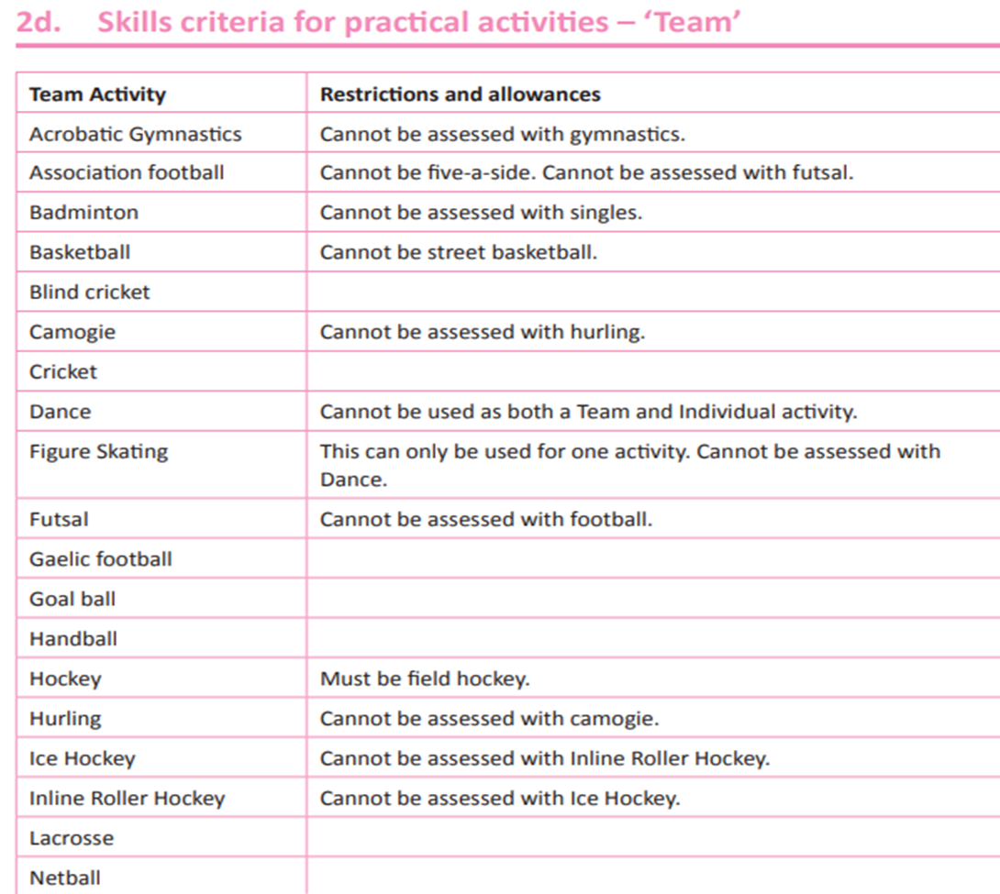 2d. Skills criteria for practical activities – ‘Team’
Team Activity Restrictions and allowances
Acrobatic Gymnastics Cannot be assessed with gymnastics.
Association football Cannot be five-a-side. Cannot be assessed with futsal.
Badminton Cannot be assessed with singles.
Basketball Cannot be street basketball.
Blind cricket
Camogie Cannot be assessed with hurling.
Cricket
Dance Cannot be used as both a Team and Individual activity.
Figure Skating This can only be used for one activity. Cannot be assessed with
Dance.
Futsal Cannot be assessed with football.
Gaelic football
Goal ball
Handball
Hockey Must be field hockey.
Hurling Cannot be assessed with camogie.
Ice Hockey Cannot be assessed with Inline Roller Hockey.
Inline Roller Hockey Cannot be assessed with Ice Hockey.
Lacrosse
Netball